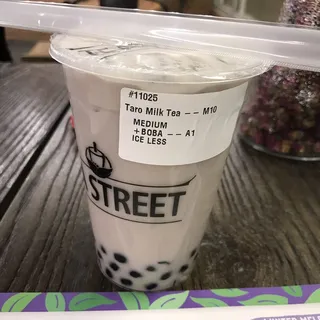 #11025
Taro Milk Tea -- M10
MEDIUM
+BOBA -- A1
ICE LESS
STREET